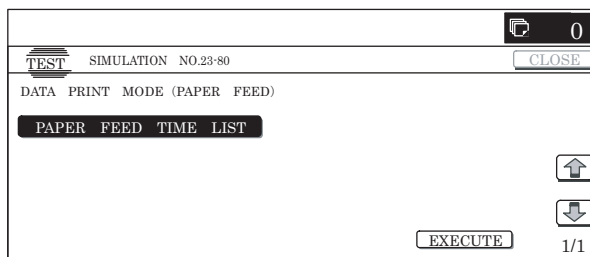 0
TEST SIMULATION NO.23-80 CLOSE
DATA PRINT MODE (PAPER FEED)
PAPER FEED TIME LIST
EXECUTE
1/1